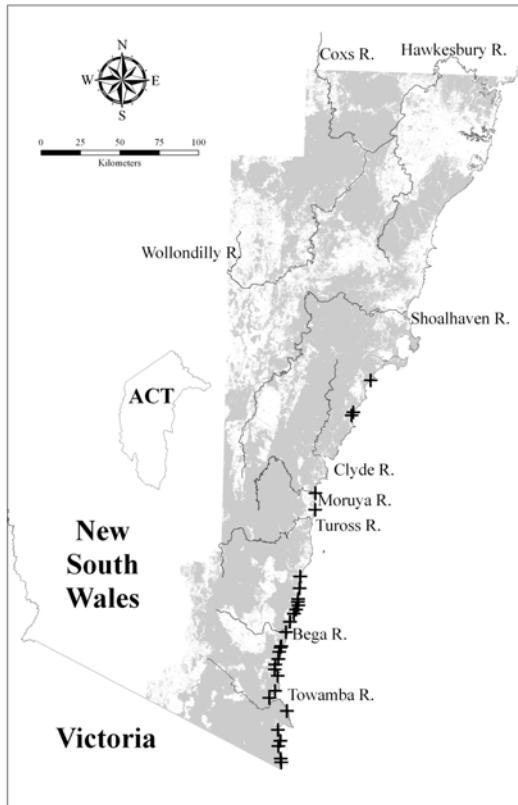 Coxs R.
Hawkesbury R.
N
W E
S
0 25 50 75 100
Kilometers
Wollondilly R.
Shoalhaven R.
ACT
Clyde R.
Moruya R.
Tuross R.
New
South
Wales
Bega R.
Towamba R.
Victoria